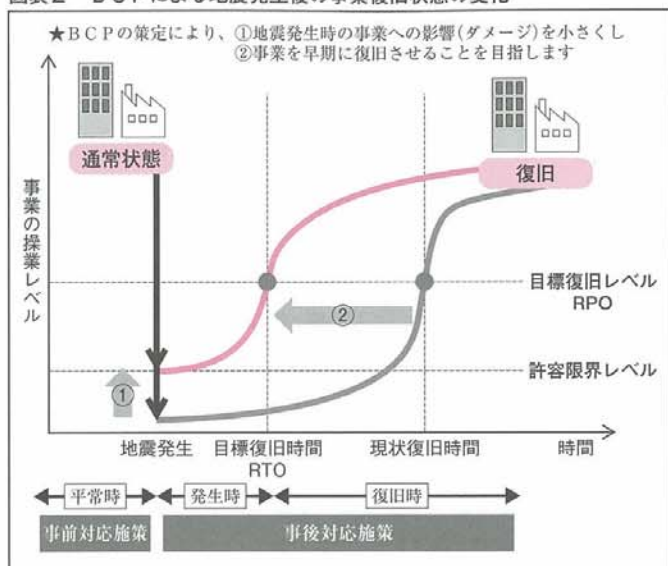 ★BCPの策定により、①地震発生時の事業への影響(ダメージ)を小さくし
②事業を早期に復旧させることを目指します
通常状態
復旧
事業の操業レベル
目標復旧レベル
RPO
②
許容限界レベル
①
地震発生
目標復旧時間
RTO
現状復旧時間
時間
平常時
発生時
復旧時
事前対応施策
事後対応施策